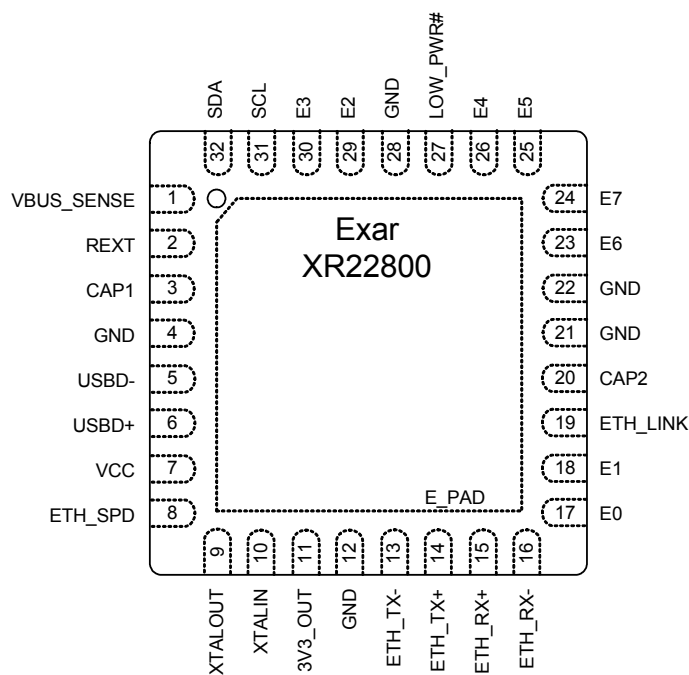 SDA
SCL
E3
E2
GND
LOW_PWR#
E4
E5
32
31
30
29
28
27
26
25
VBUS_SENSE 1
REXT 2
CAP1 3
GND 4
USBD- 5
USBD+ 6
VCC 7
ETH_SPD 8
Exar
XR22800
E_PAD
24 E7
23 E6
22 GND
21 GND
20 CAP2
19 ETH_LINK
18 E1
17 E0
9
10
11
12
13
14
15
16
XTALOUT
XTALIN
3V3_OUT
GND
ETH_TX-
ETH_TX+
ETH_RX+
ETH_RX-